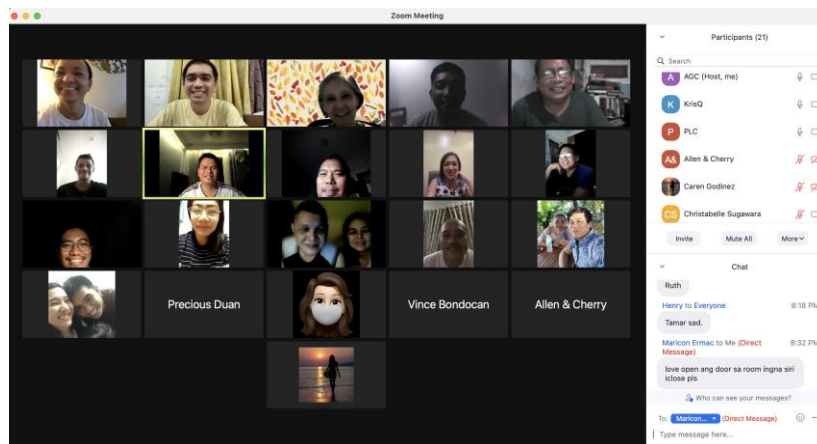 Zoom Meeting
Precious Duan
Vince Bondocan
Allen & Cherry
Participants (21)
Search
A AGC (Host, me)
K KrisQ
P PLC
A& Allen & Cherry
Caren Godinez
CS Christabelle Sugawara
Invite Mute All More
Chat
Ruth
Henry to Everyone 8:18 PM
Tamar sad.
Maricon Ermac to Me (Direct 8:32 PM
Message)
love open ang door sa room ingna siri
iclose pls
Who can see your messages?
To: Maricon... (Direct Message)
Type message here...